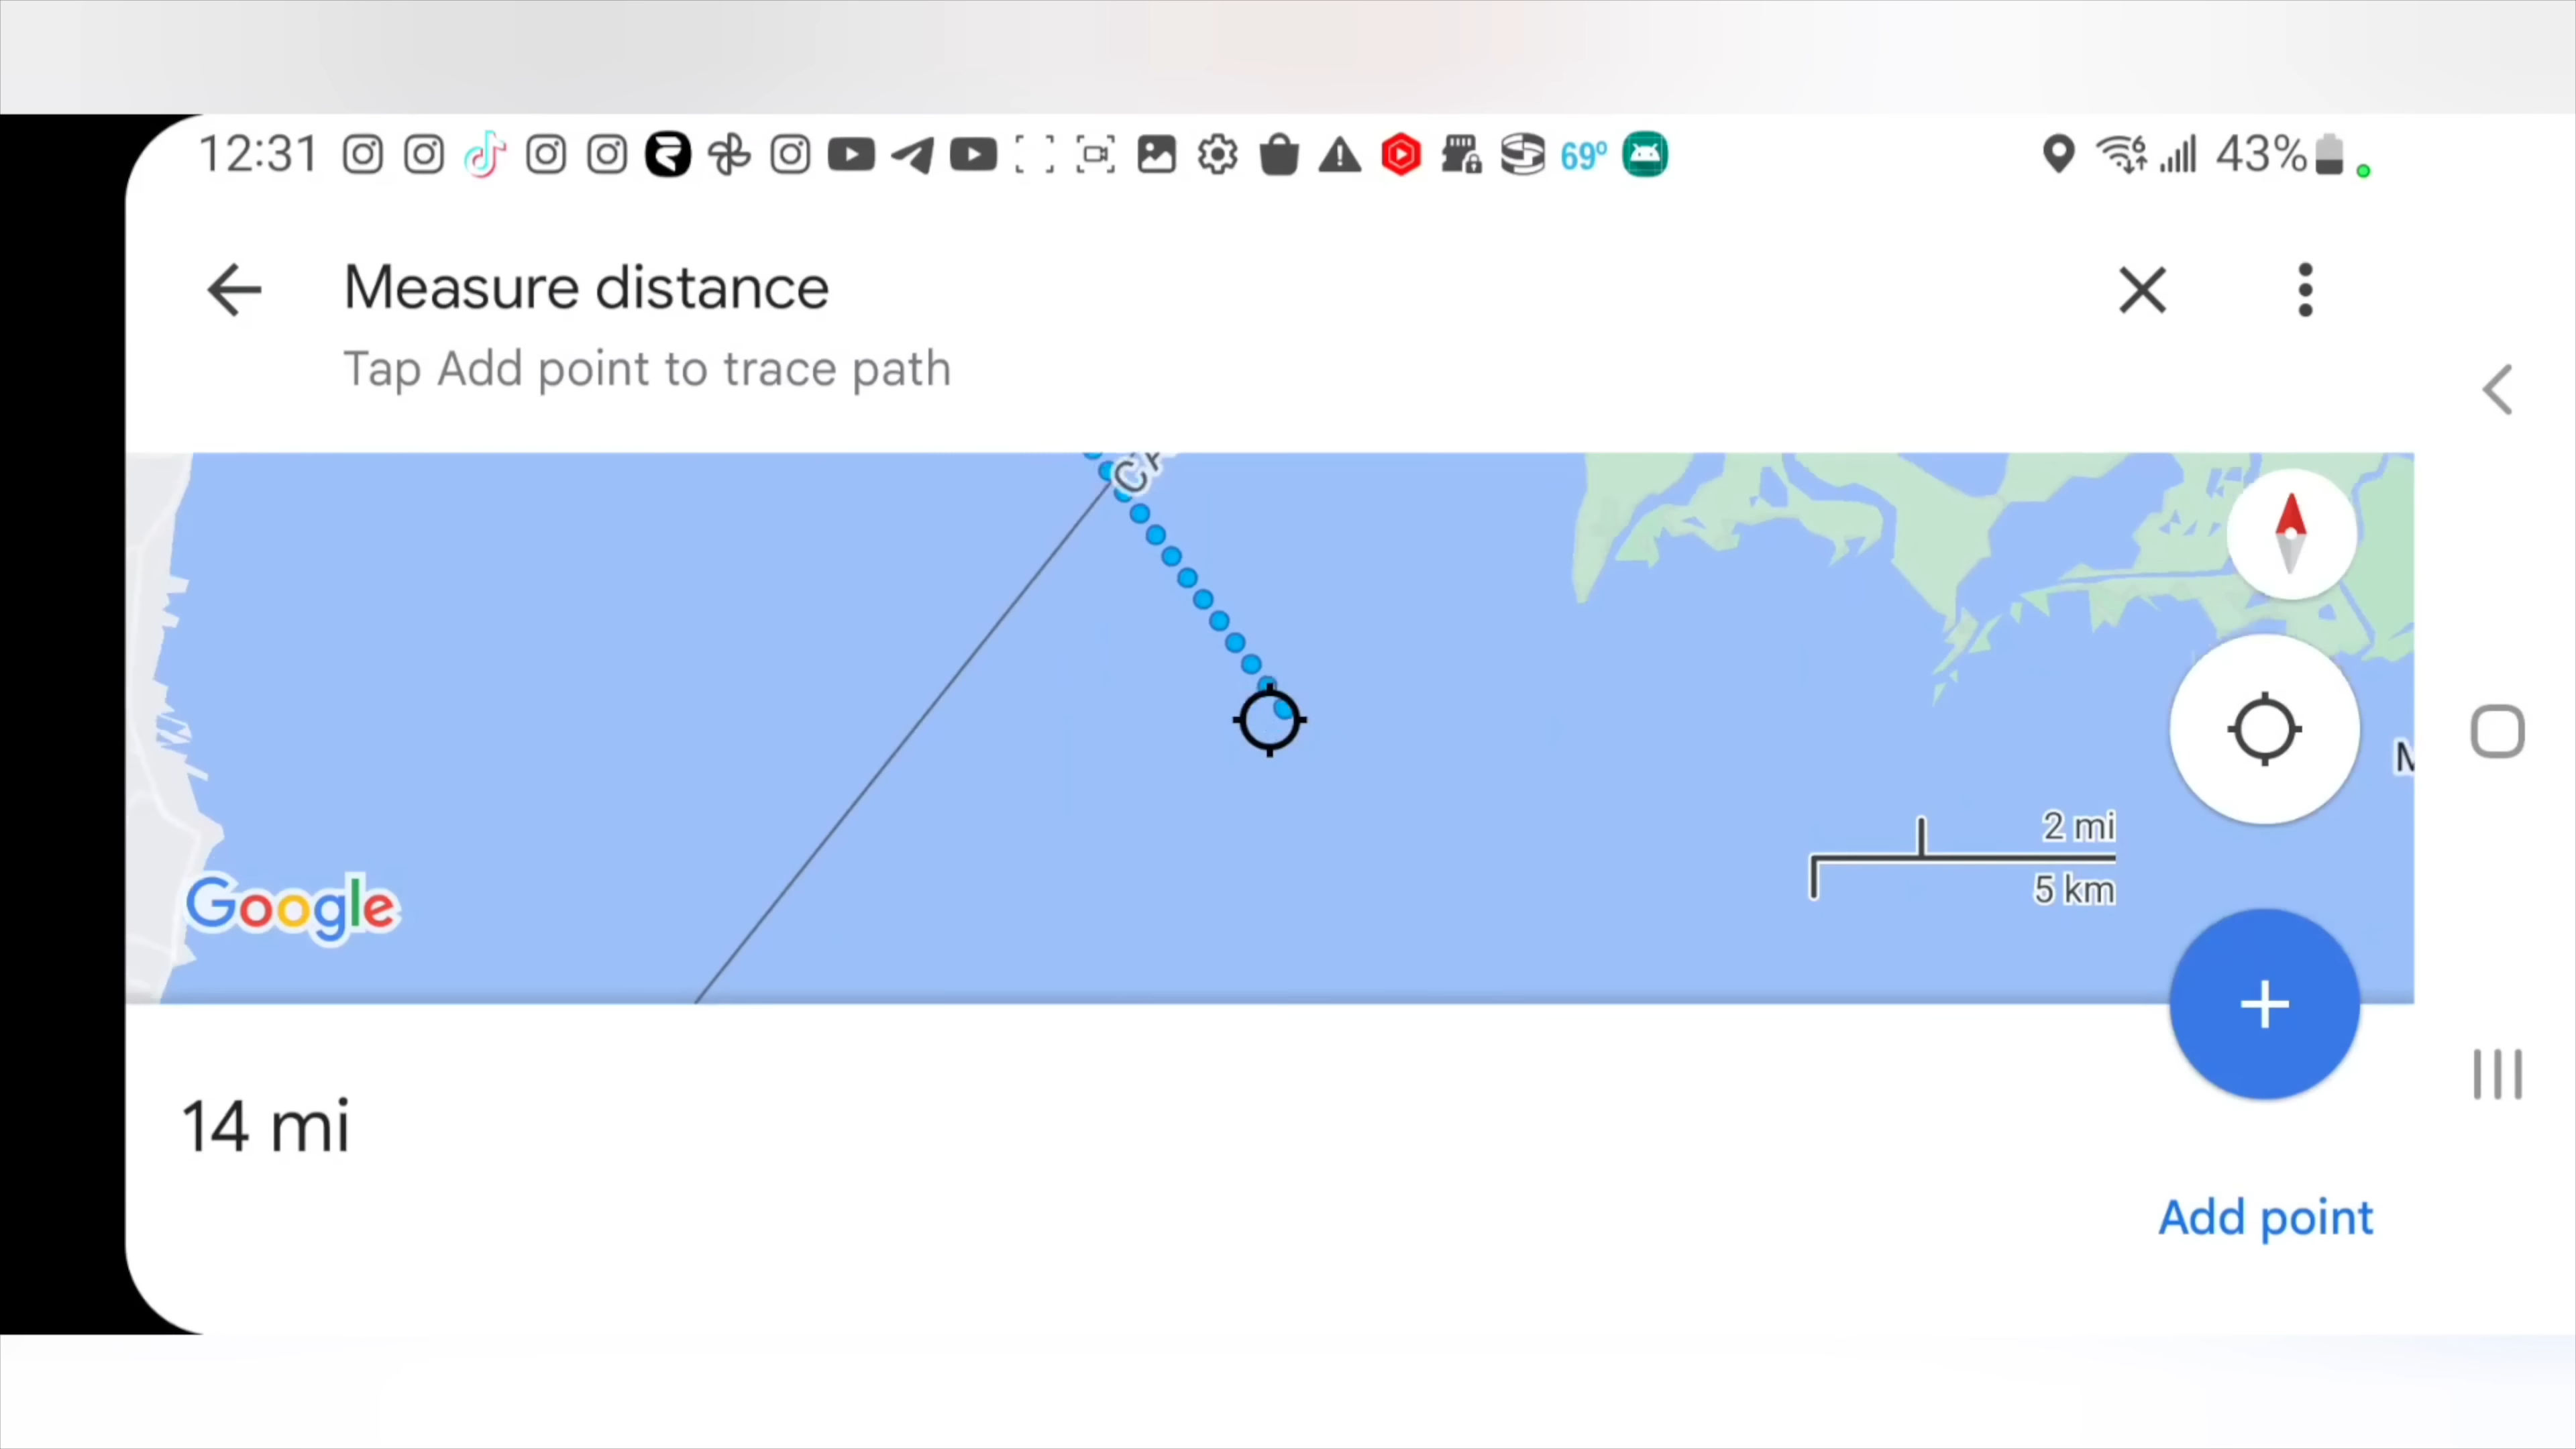 12:31 69° 43%
Measure distance
Tap Add point to trace path
2 mi
5 km
Google
14 mi
Add point